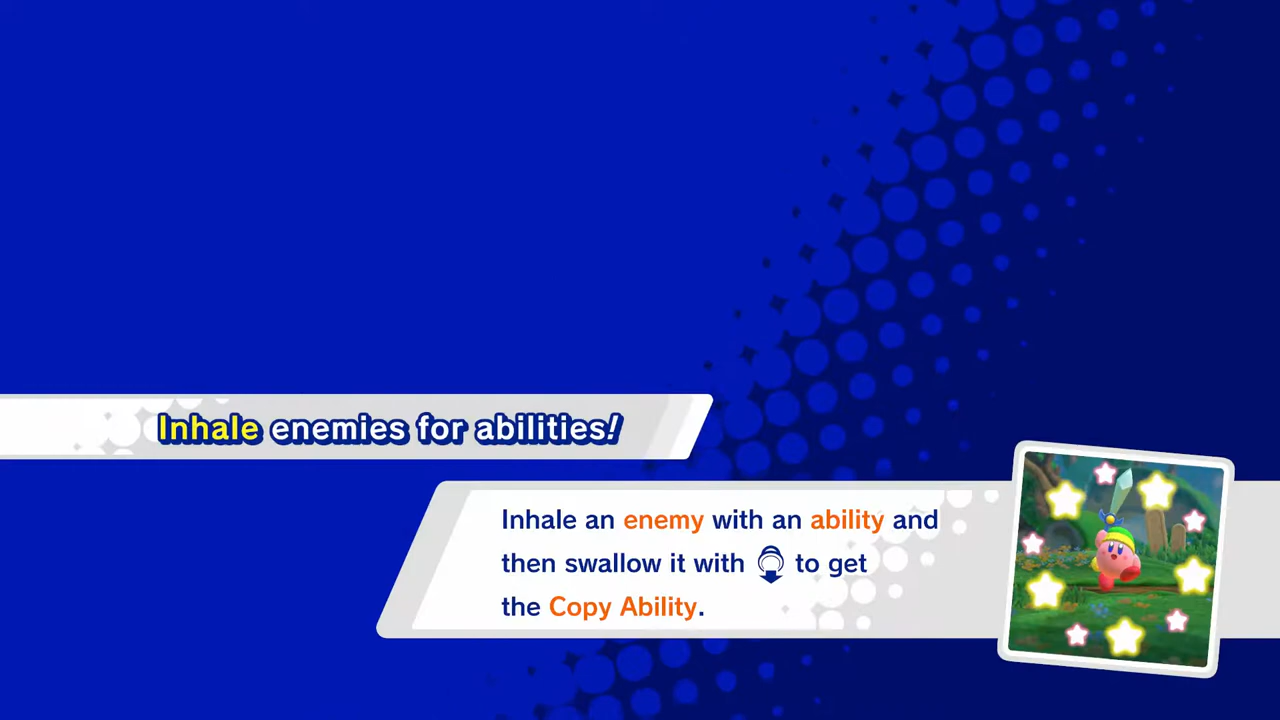 Inhale enemies for abilities!
Inhale an enemy with an ability and
then swallow it with to get
the Copy Ability.